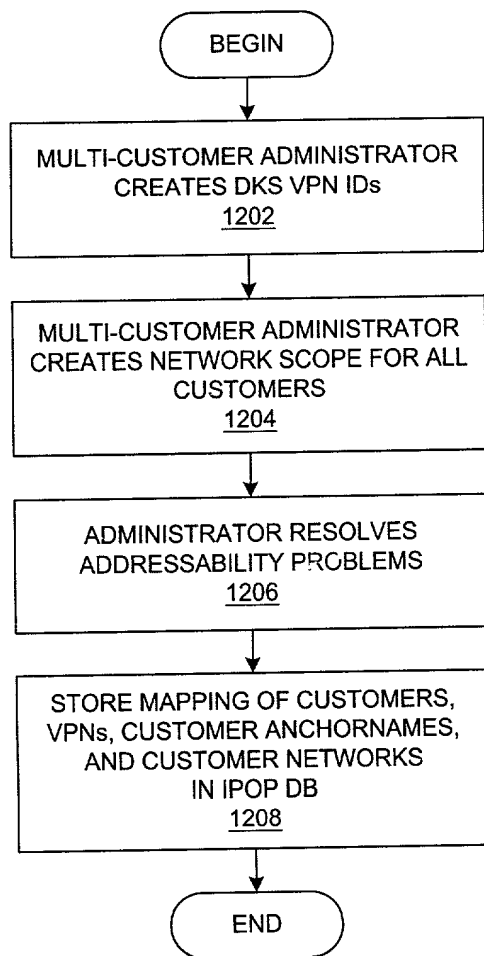 BEGIN
MULTI-CUSTOMER ADMINISTRATOR
CREATES DKS VPN IDs
1202
MULTI-CUSTOMER ADMINISTRATOR
CREATES NETWORK SCOPE FOR ALL
CUSTOMERS
1204
ADMINISTRATOR RESOLVES
ADDRESSABILITY PROBLEMS
1206
STORE MAPPING OF CUSTOMERS,
VPNs, CUSTOMER ANCHORNAMES,
AND CUSTOMER NETWORKS
IN IPOP DB
1208
END